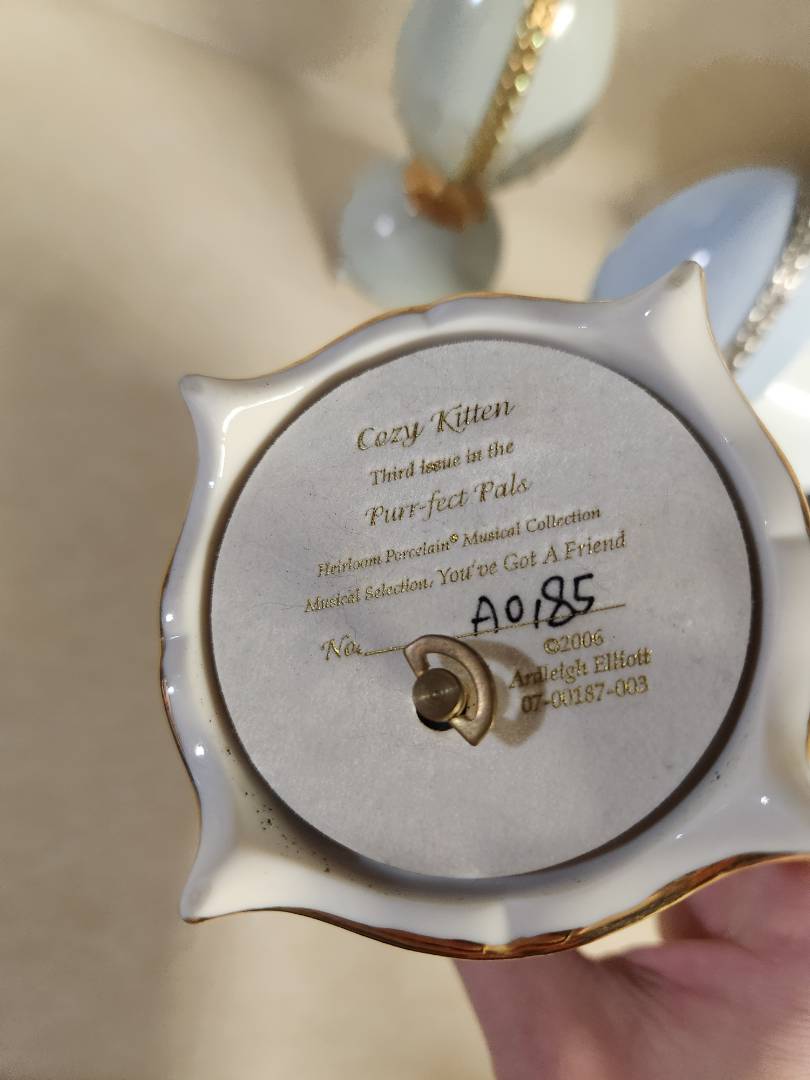 Cozy Kitten
Third issue in the
Purr-fect Pals
Heirloom Porcelain® Musical Collection
Musical Selection: You've Got A Friend
No. A0185
©2006
Ardleigh Elliott
07-00187-003